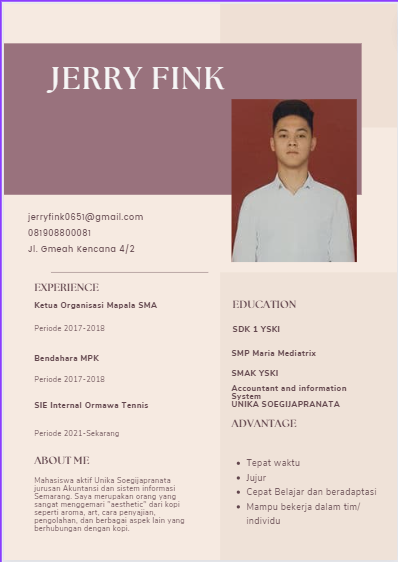 JERRY FINK
jerryfink0651@gmail.com
081908800081
Jl. Gmeah Kencana 4/2
EXPERIENCE
Ketua Organisasi Mapala SMA
Periode 2017-2018
Bendahara MPK
Periode 2017-2018
SIE Internal Ormawa Tennis
Periode 2021-Sekarang
ABOUT ME
Mahasiswa aktif Unika Soegijapranata
jurusan Akuntansi dan sistem informasi
Semarang. Saya merupakan orang yang
sangat menggemari "aesthetic" dari kopi
seperti aroma, art, cara penyajian,
pengolahan, dan berbagai aspek lain yang
berhubungan dengan kopi.
EDUCATION
SDK 1 YSKI
SMP Maria Mediatrix
SMAK YSKI
Accountant and information
System
UNIKA SOEGIJAPRANATA
ADVANTAGE
• Tepat waktu
• Jujur
• Cepat Belajar dan beradaptasi
• Mampu bekerja dalam tim/
individu